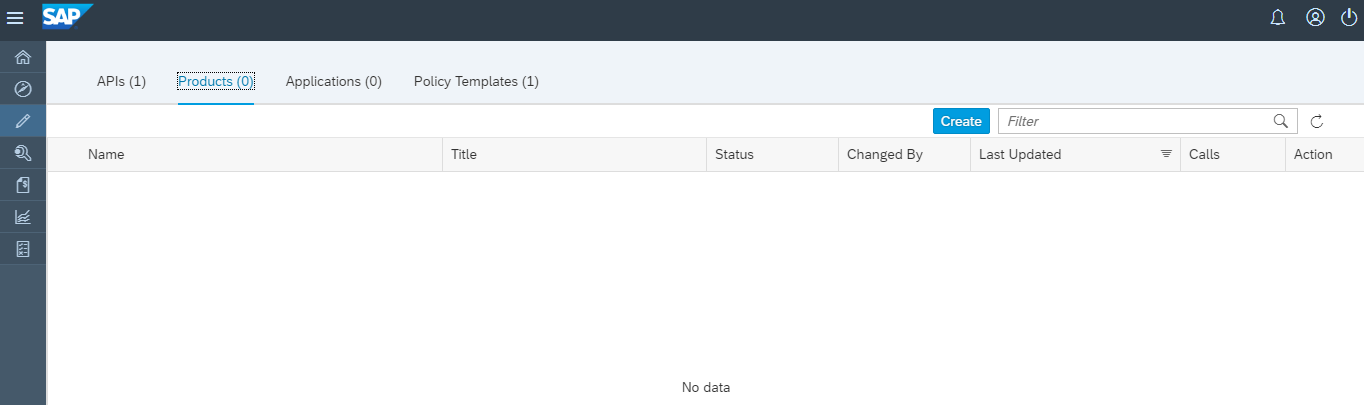 SAP
APIs (1) Products (0) Applications (0) Policy Templates (1)
Create Filter
Name Title Status Changed By Last Updated Calls Action
No data